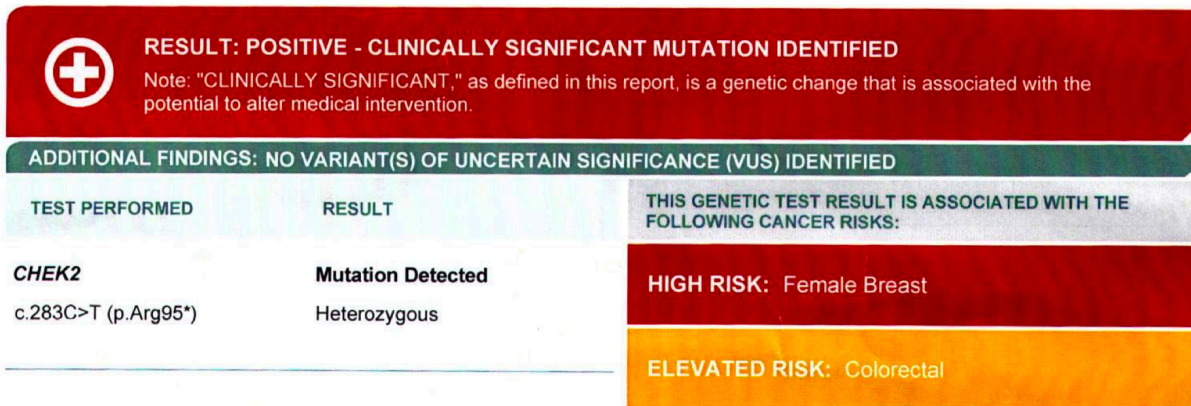 RESULT: POSITIVE - CLINICALLY SIGNIFICANT MUTATION IDENTIFIED
Note: "CLINICALLY SIGNIFICANT," as defined in this report, is a genetic change that is associated with the
potential to alter medical intervention.
ADDITIONAL FINDINGS: NO VARIANT(S) OF UNCERTAIN SIGNIFICANCE (VUS) IDENTIFIED
TEST PERFORMED
RESULT
CHEK2
Mutation Detected
c.283C>T (p.Arg95*)
Heterozygous
THIS GENETIC TEST RESULT IS ASSOCIATED WITH THE
FOLLOWING CANCER RISKS:
HIGH RISK: Female Breast
ELEVATED RISK: Colorectal